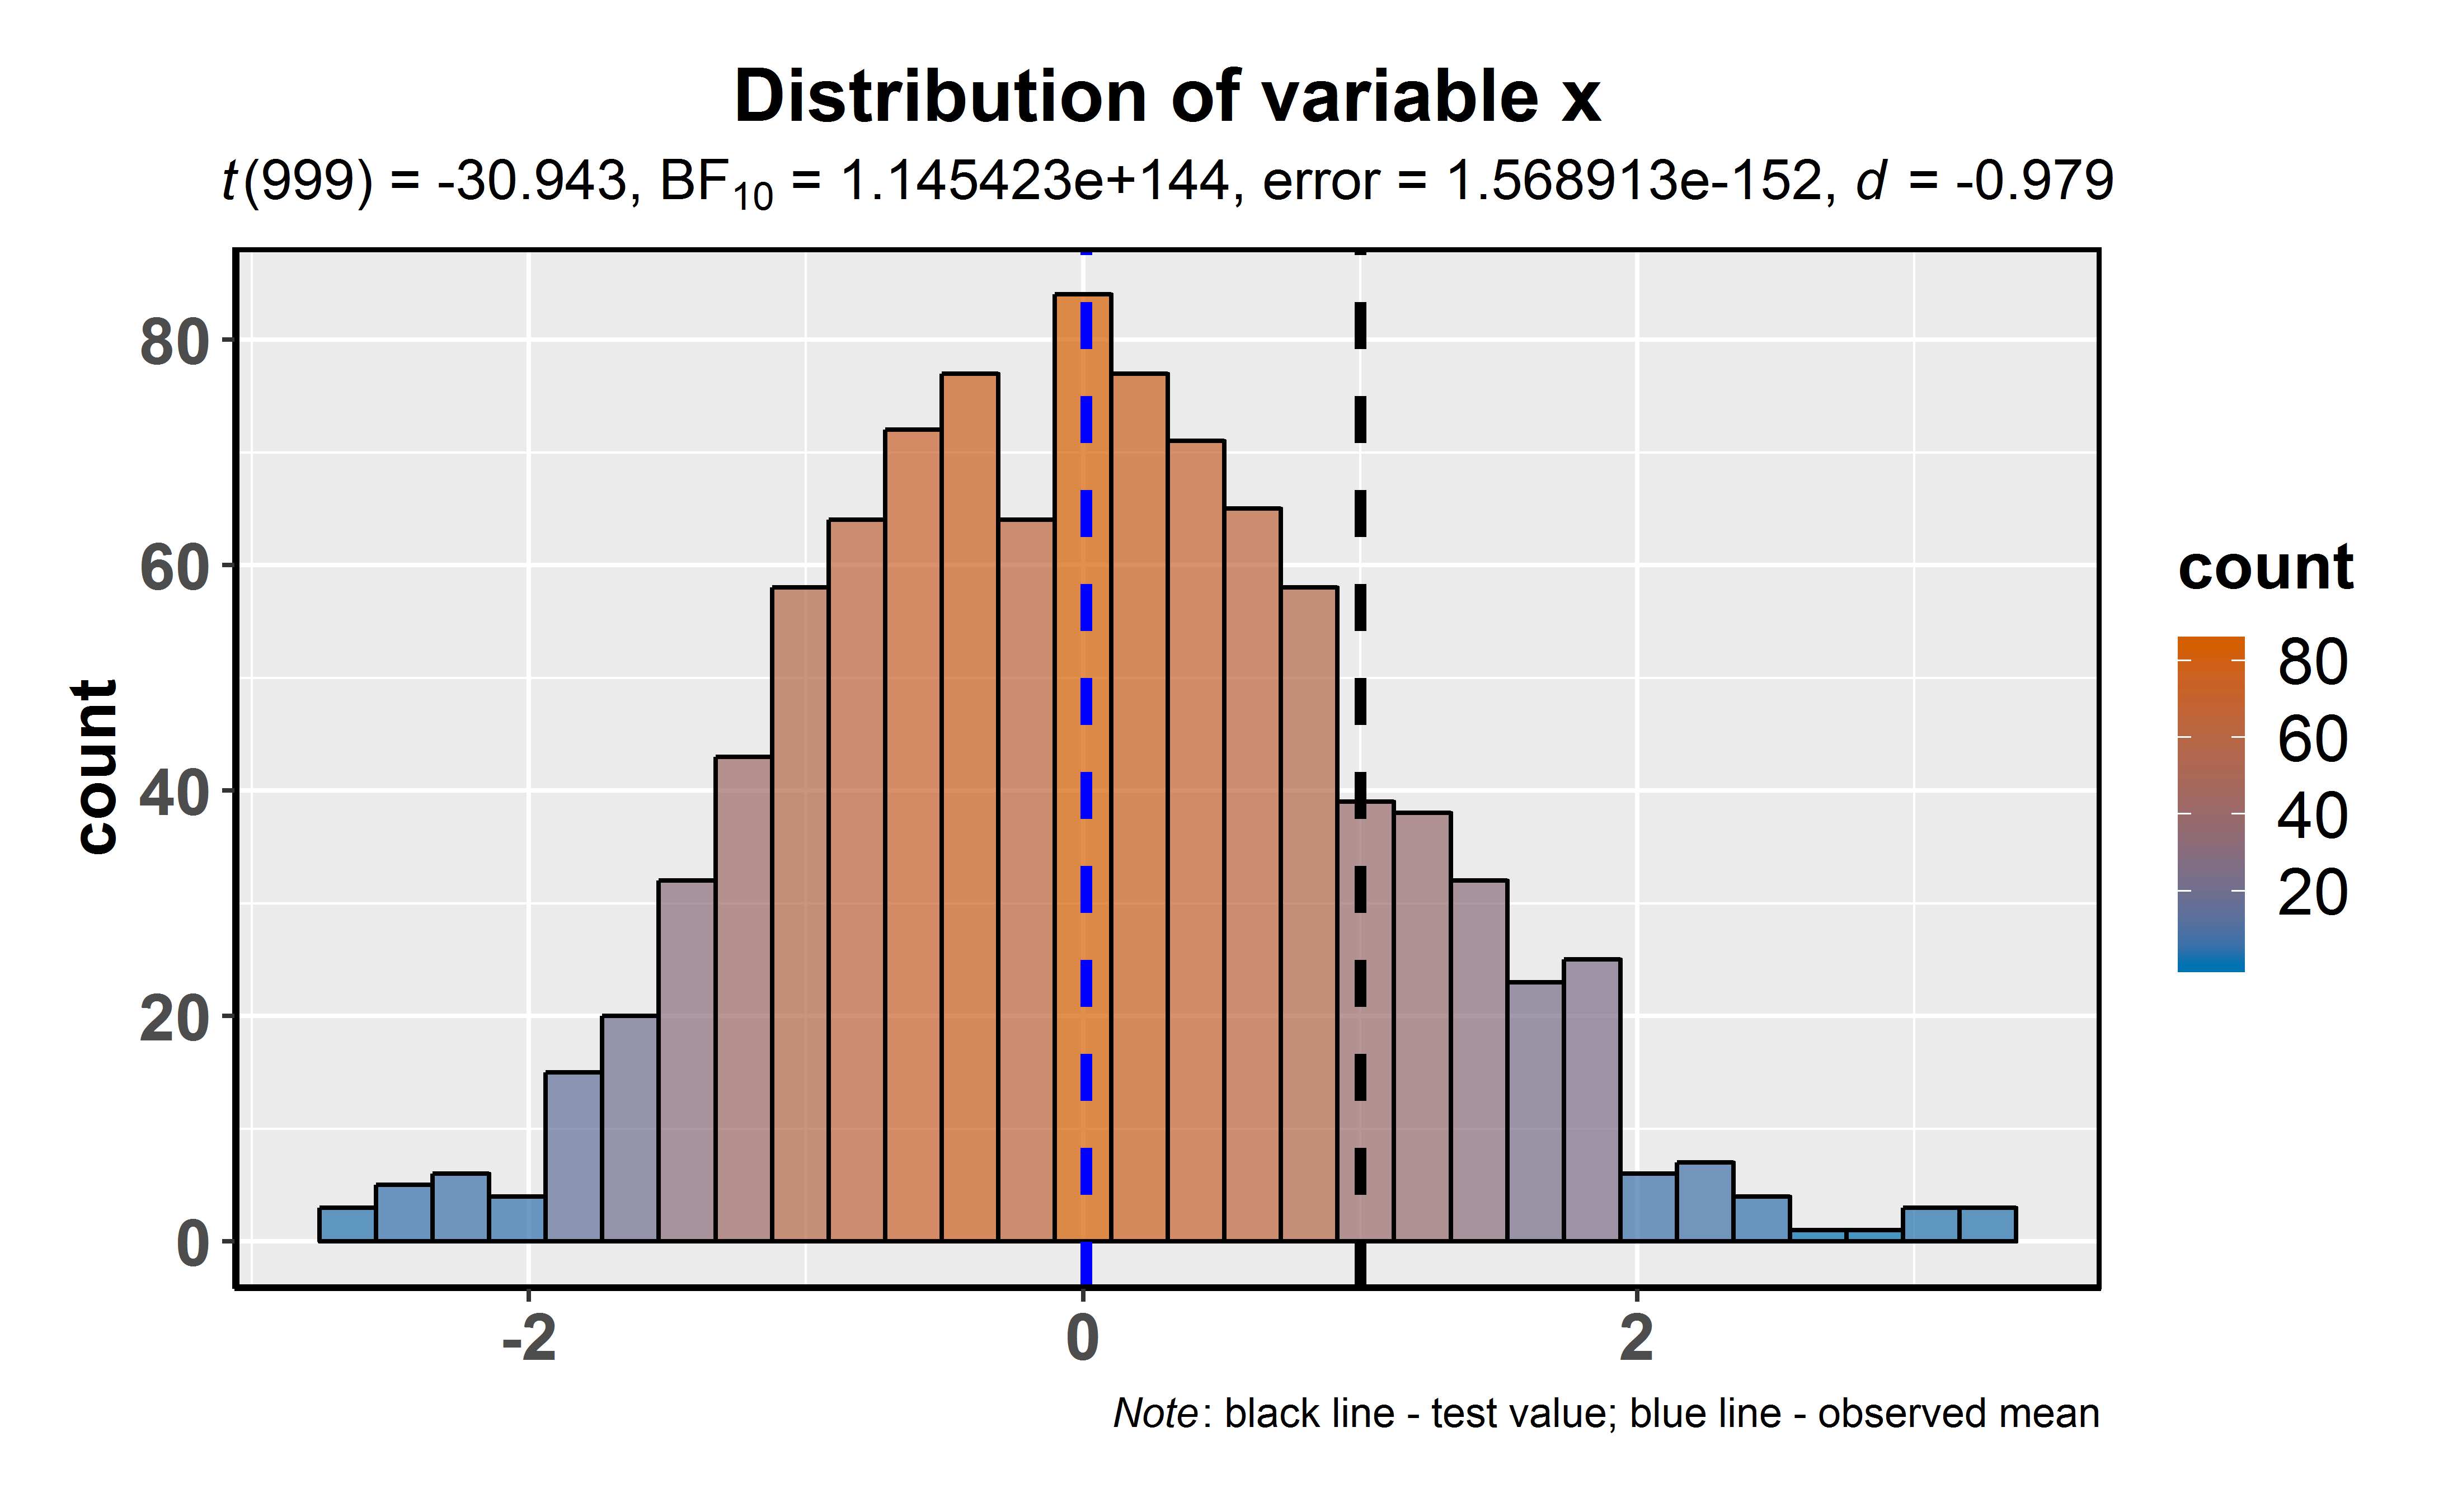 Distribution of variable x
t(999) = -30.943, BF₁₀ = 1.145423e+144, error = 1.568913e-152, d = -0.979
count
80
60
40
20
0
-2 0 2
count
80
60
40
20
Note: black line - test value; blue line - observed mean